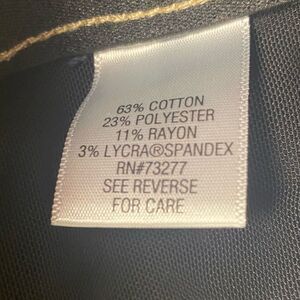 63% COTTON
23% POLYESTER
11% RAYON
3% LYCRA®SPANDEX
RN#73277
SEE REVERSE
FOR CARE